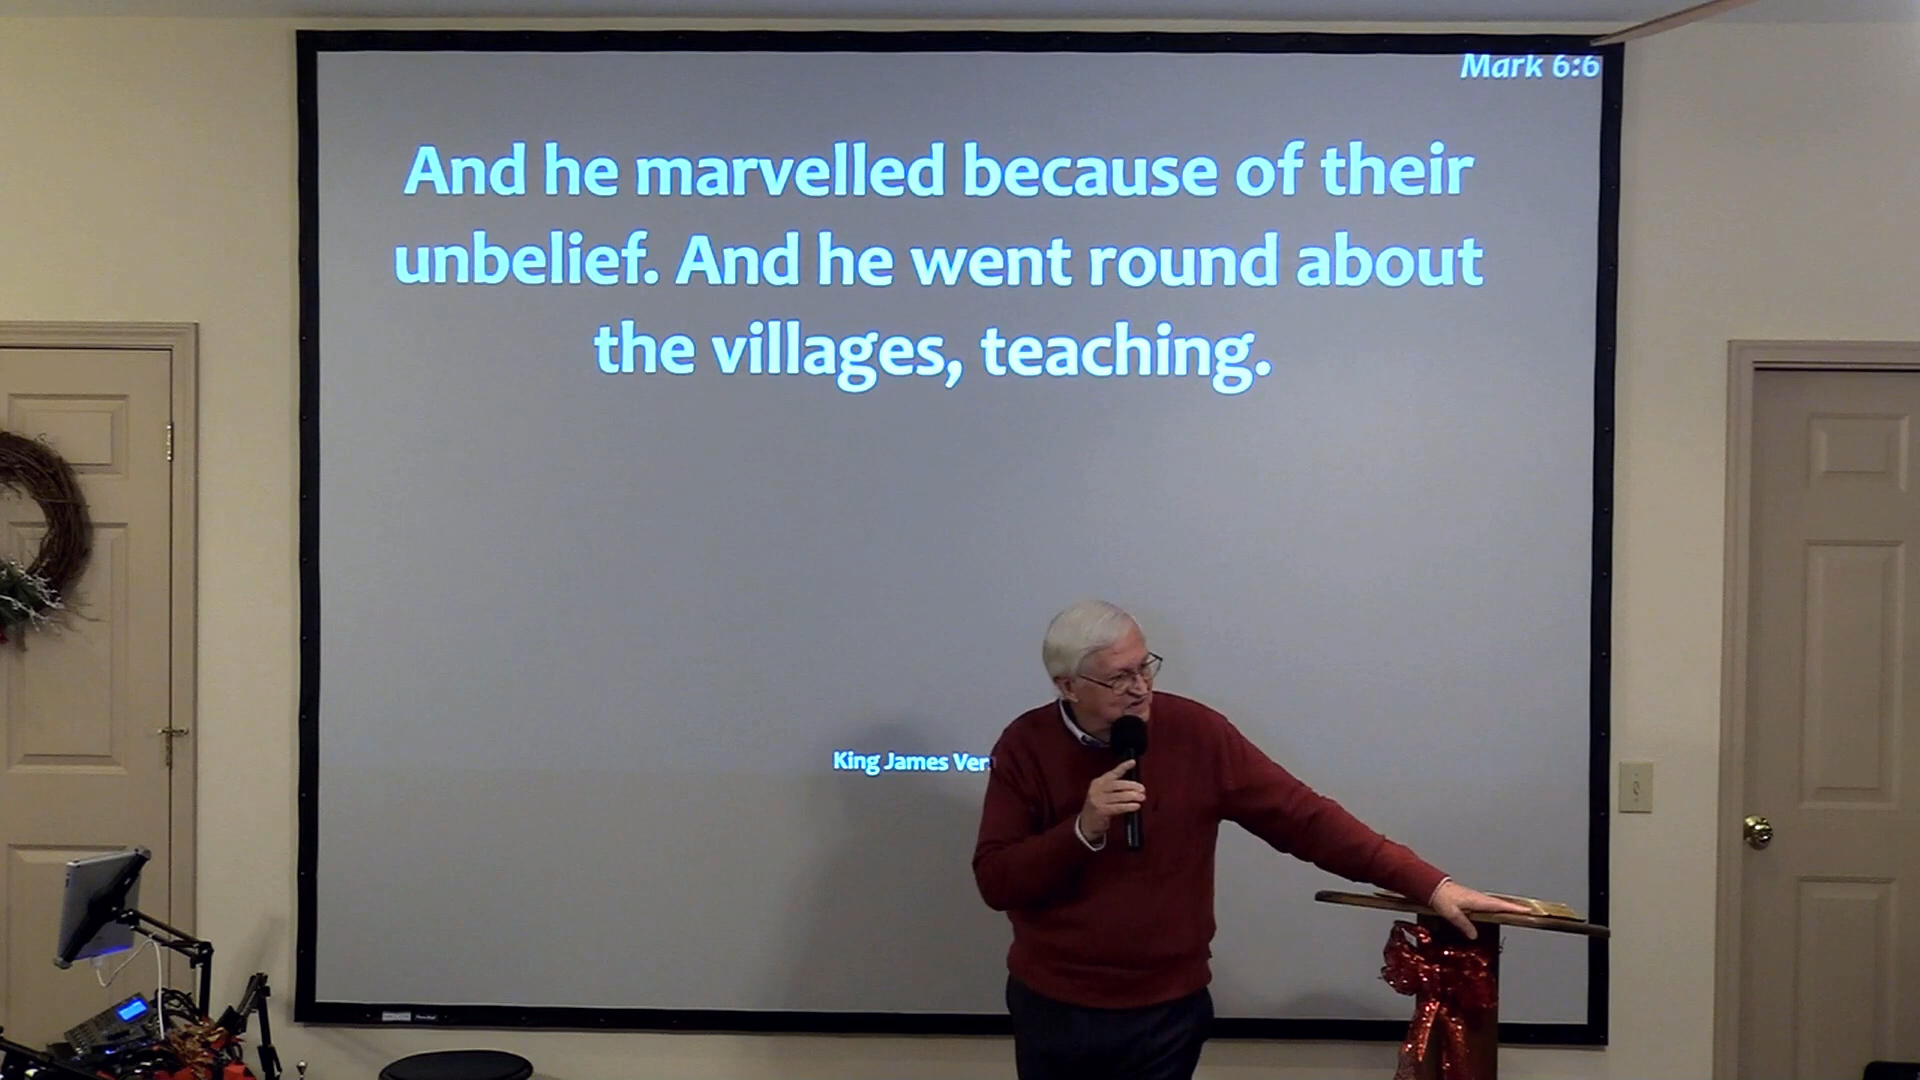 Mark 6:6
And he marvelled because of their
unbelief. And he went round about
the villages, teaching.
King James